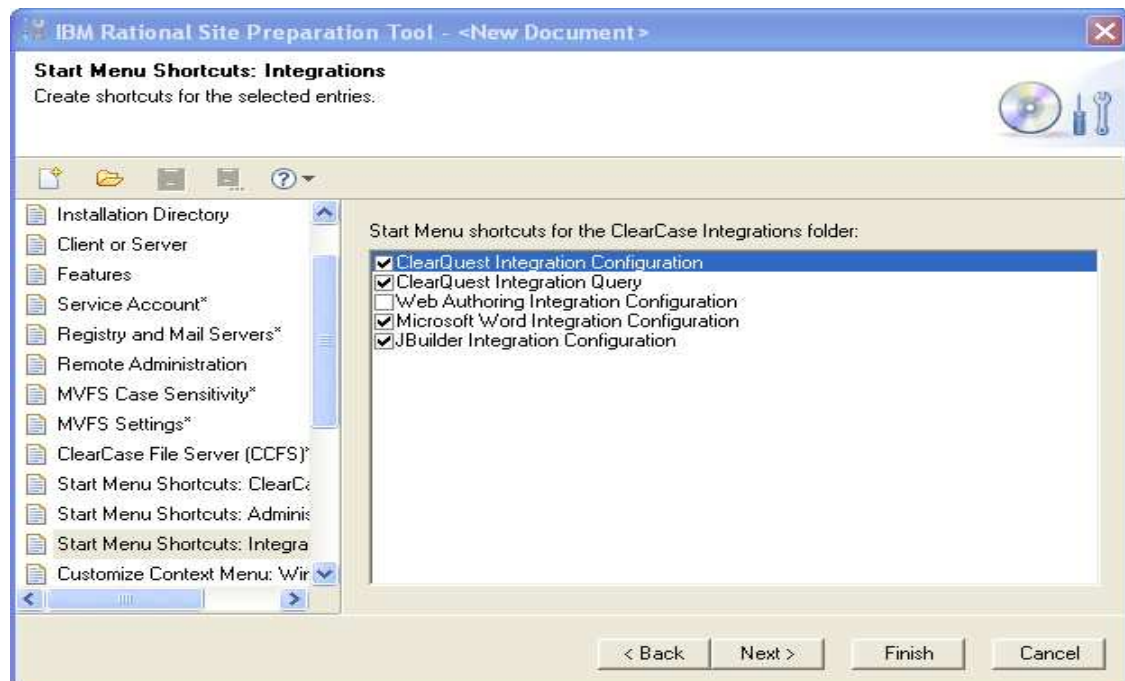 IBM Rational Site Preparation Tool - <New Document>
Start Menu Shortcuts: Integrations
Create shortcuts for the selected entries.
Installation Directory
Client or Server
Features
Service Account*
Registry and Mail Servers*
Remote Administration
MVFS Case Sensitivity*
MVFS Settings*
ClearCase File Server (CCFS)*
Start Menu Shortcuts: ClearCa
Start Menu Shortcuts: Adminis
Start Menu Shortcuts: Integra
Customize Context Menu: Wir
Start Menu shortcuts for the ClearCase Integrations folder:
ClearQuest Integration Configuration
ClearQuest Integration Query
Web Authoring Integration Configuration
Microsoft Word Integration Configuration
JBuilder Integration Configuration
< Back
Next >
Finish
Cancel